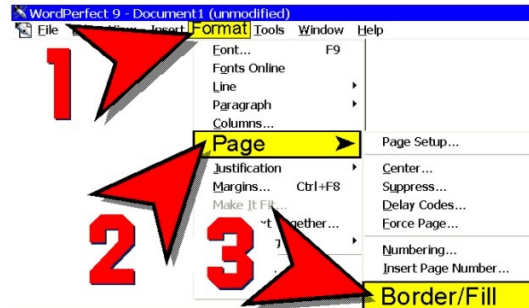 WordPerfect 9 - Document1 (unmodified)
File Insert Format Tools Window Help
1
Font... F9
Fonts Online
Line
Paragraph
Columns...
Page
Justification
Margins... Ctrl+F8
Make It Fit...
2
3
Page Setup...
Center...
Suppress...
Delay Codes...
Force Page...
Numbering...
Insert Page Number...
Border/Fill